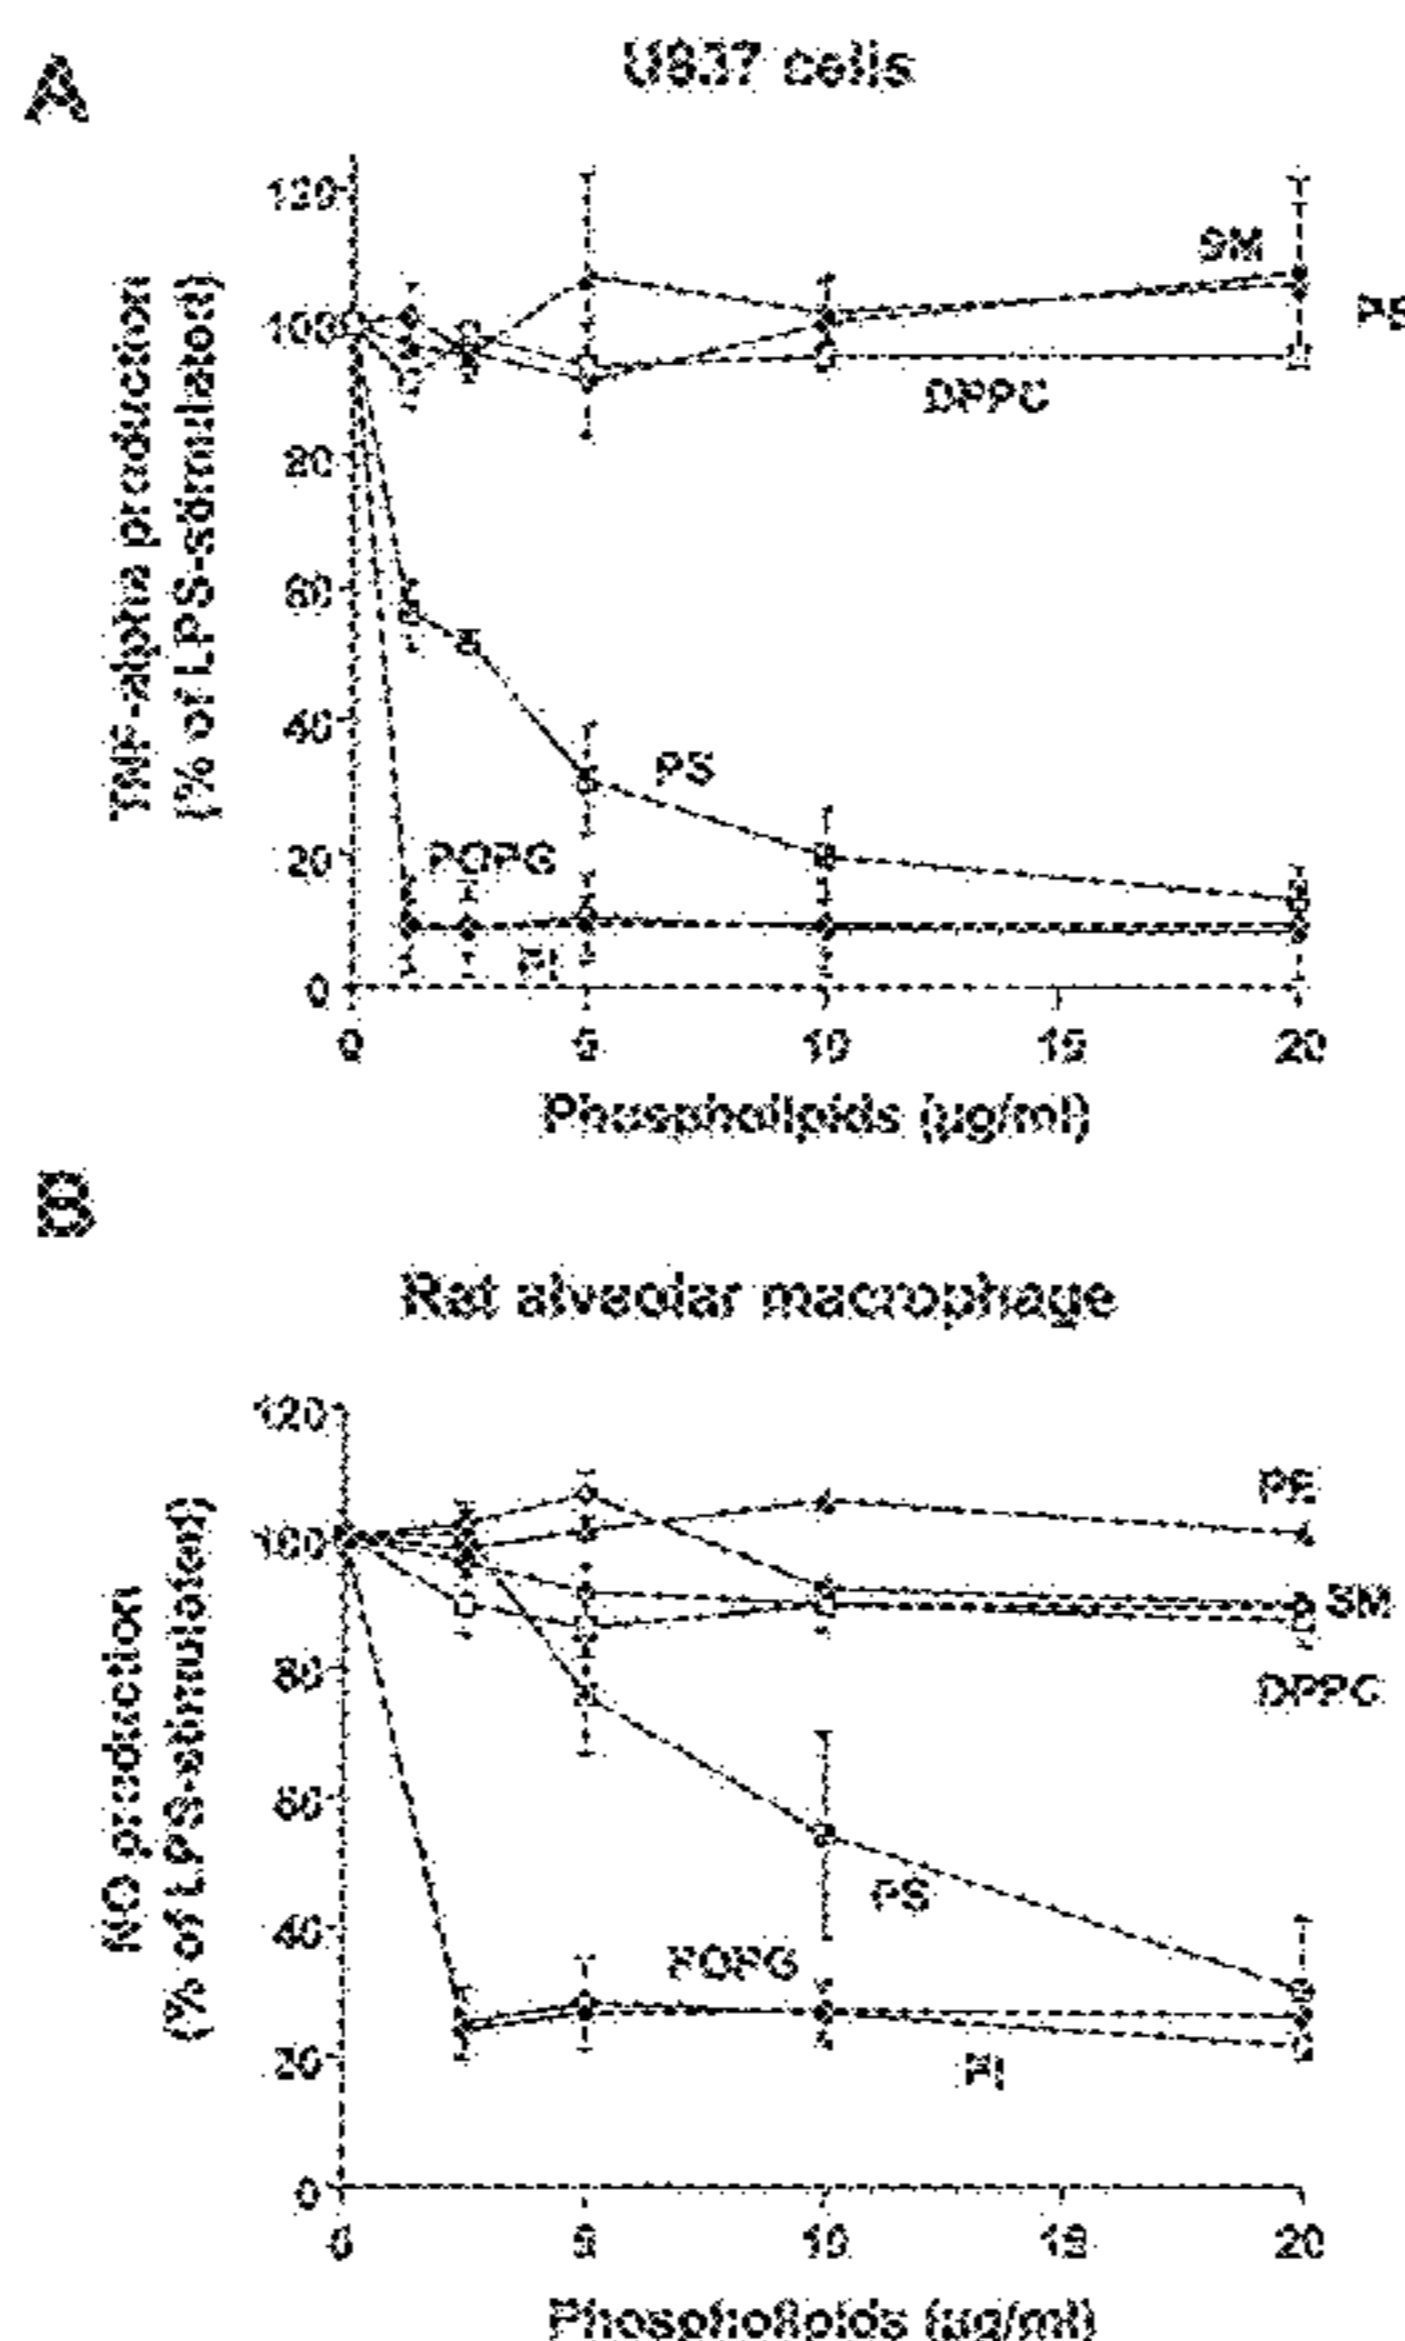 A
U937 cells
120
100
80
60
40
20
0
TNF-alpha production
(% of LPS-stimulated)
SM
DPPC
PS
POPG
PI
0 5 10 15 20
Phospholipids (µg/ml)
B
Rat alveolar macrophage
120
100
80
60
40
20
0
NO production
(% of LPS-stimulated)
PE
SM
DPPC
PS
POPG
PI
0 5 10 15 20
Phospholipids (µg/ml)